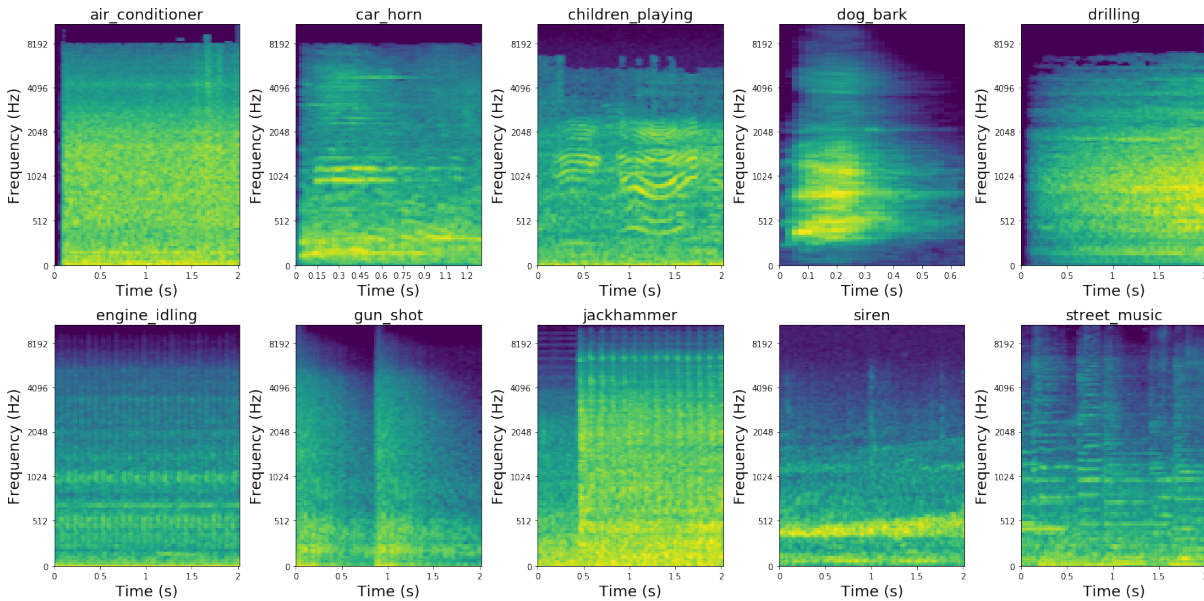 air_conditioner
Frequency (Hz)
8192
4096
2048
1024
512
0
0 0.5 1 1.5 2
Time (s)
car_horn
Frequency (Hz)
8192
4096
2048
1024
512
0
0 0.15 0.3 0.45 0.6 0.75 0.9 1.1 1.2
Time (s)
children_playing
Frequency (Hz)
8192
4096
2048
1024
512
0
0 0.5 1 1.5 2
Time (s)
dog_bark
Frequency (Hz)
8192
4096
2048
1024
512
0
0 0.1 0.2 0.3 0.4 0.5 0.6
Time (s)
drilling
Frequency (Hz)
8192
4096
2048
1024
512
0
0 0.5 1 1.5
Time (s)
engine_idling
Frequency (Hz)
8192
4096
2048
1024
512
0
0 0.5 1 1.5 2
Time (s)
gun_shot
Frequency (Hz)
8192
4096
2048
1024
512
0
0 0.5 1 1.5 2
Time (s)
jackhammer
Frequency (Hz)
8192
4096
2048
1024
512
0
0 0.5 1 1.5 2
Time (s)
siren
Frequency (Hz)
8192
4096
2048
1024
512
0
0 0.5 1 1.5 2
Time (s)
street_music
Frequency (Hz)
8192
4096
2048
1024
512
0
0 0.5 1 1.5
Time (s)